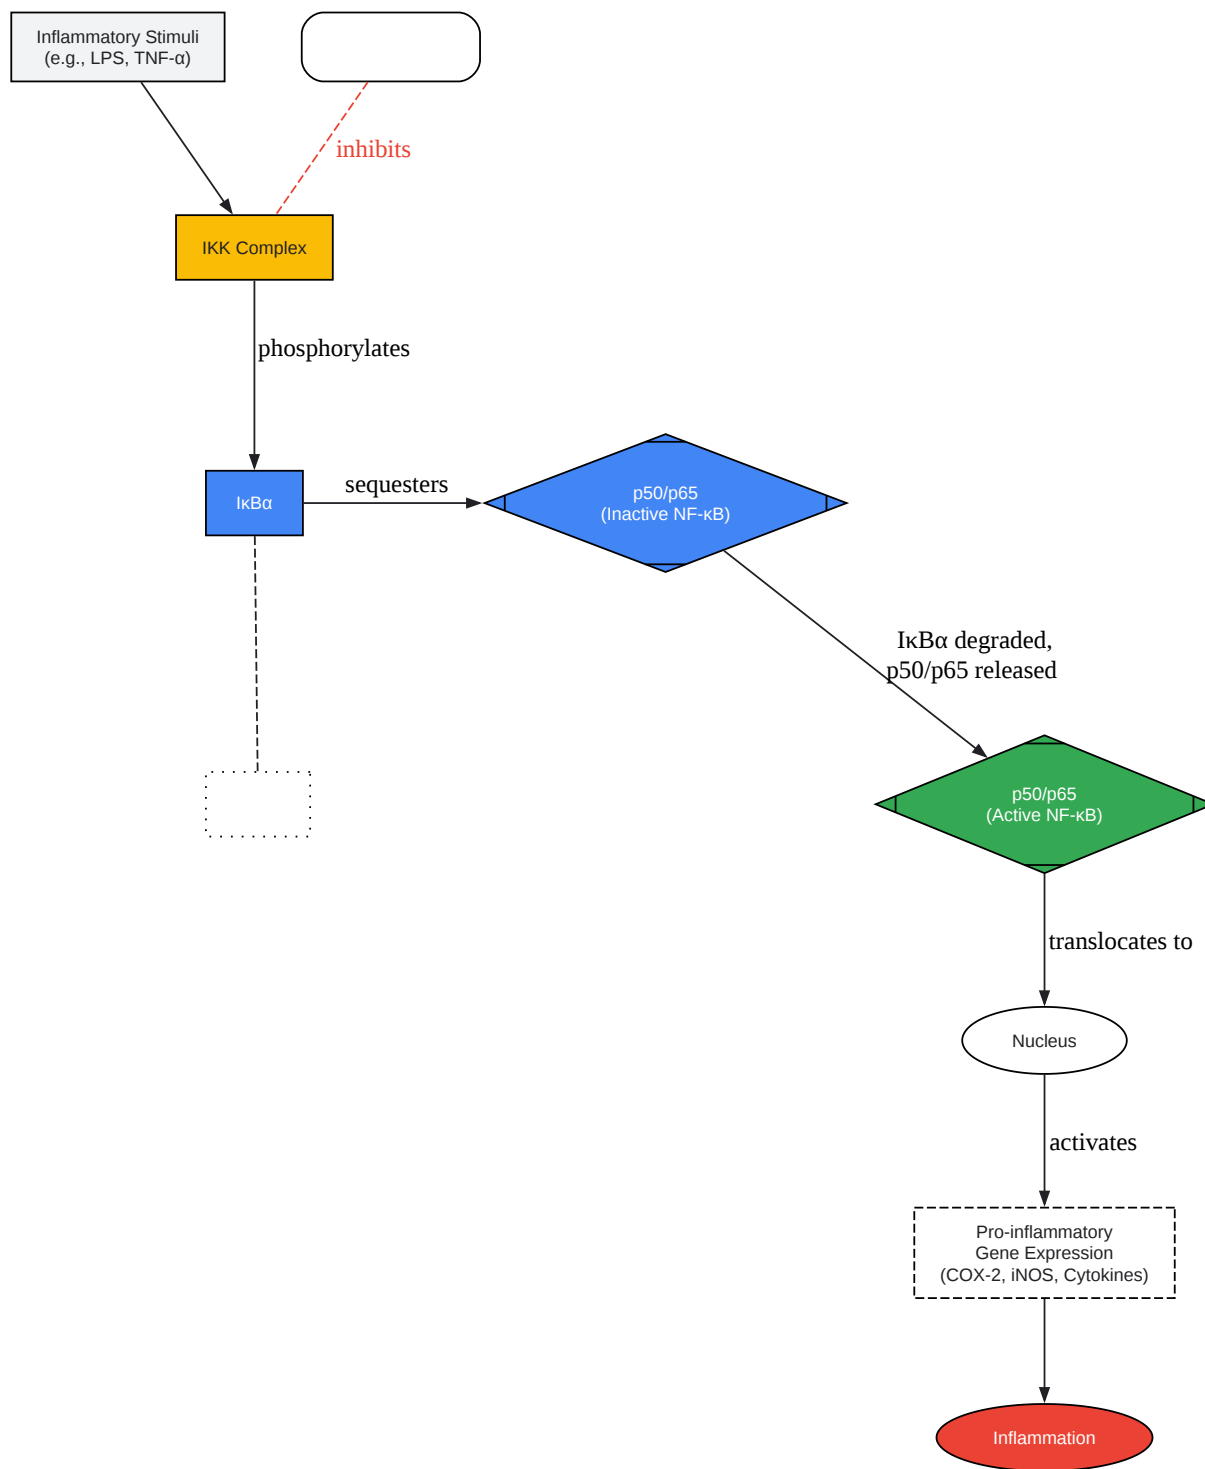 Inflammatory Stimuli
(e.g., LPS, TNF-α)
inhibits
IKK Complex
phosphorylates
IκBα
sequesters
p50/p65
(Inactive NF-κB)
IκBα degraded,
p50/p65 released
p50/p65
(Active NF-κB)
translocates to
Nucleus
activates
Pro-inflammatory
Gene Expression
(COX-2, iNOS, Cytokines)
Inflammation